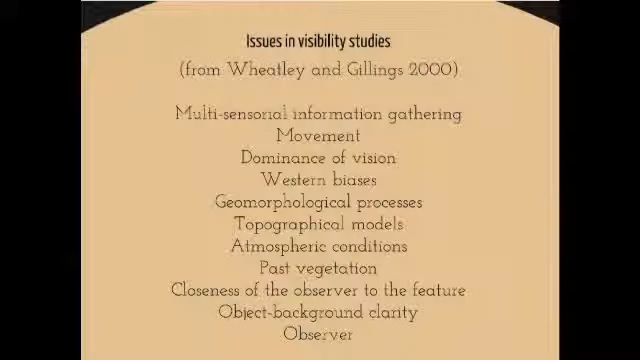 Issues in visibility studies
(from Wheatley and Gillings 2000)
Multi-sensorial information gathering
Movement
Dominance of vision
Western biases
Geomorphological processes
Topographical models
Atmospheric conditions
Past vegetation
Closeness of the observer to the feature
Object-background clarity
Observer